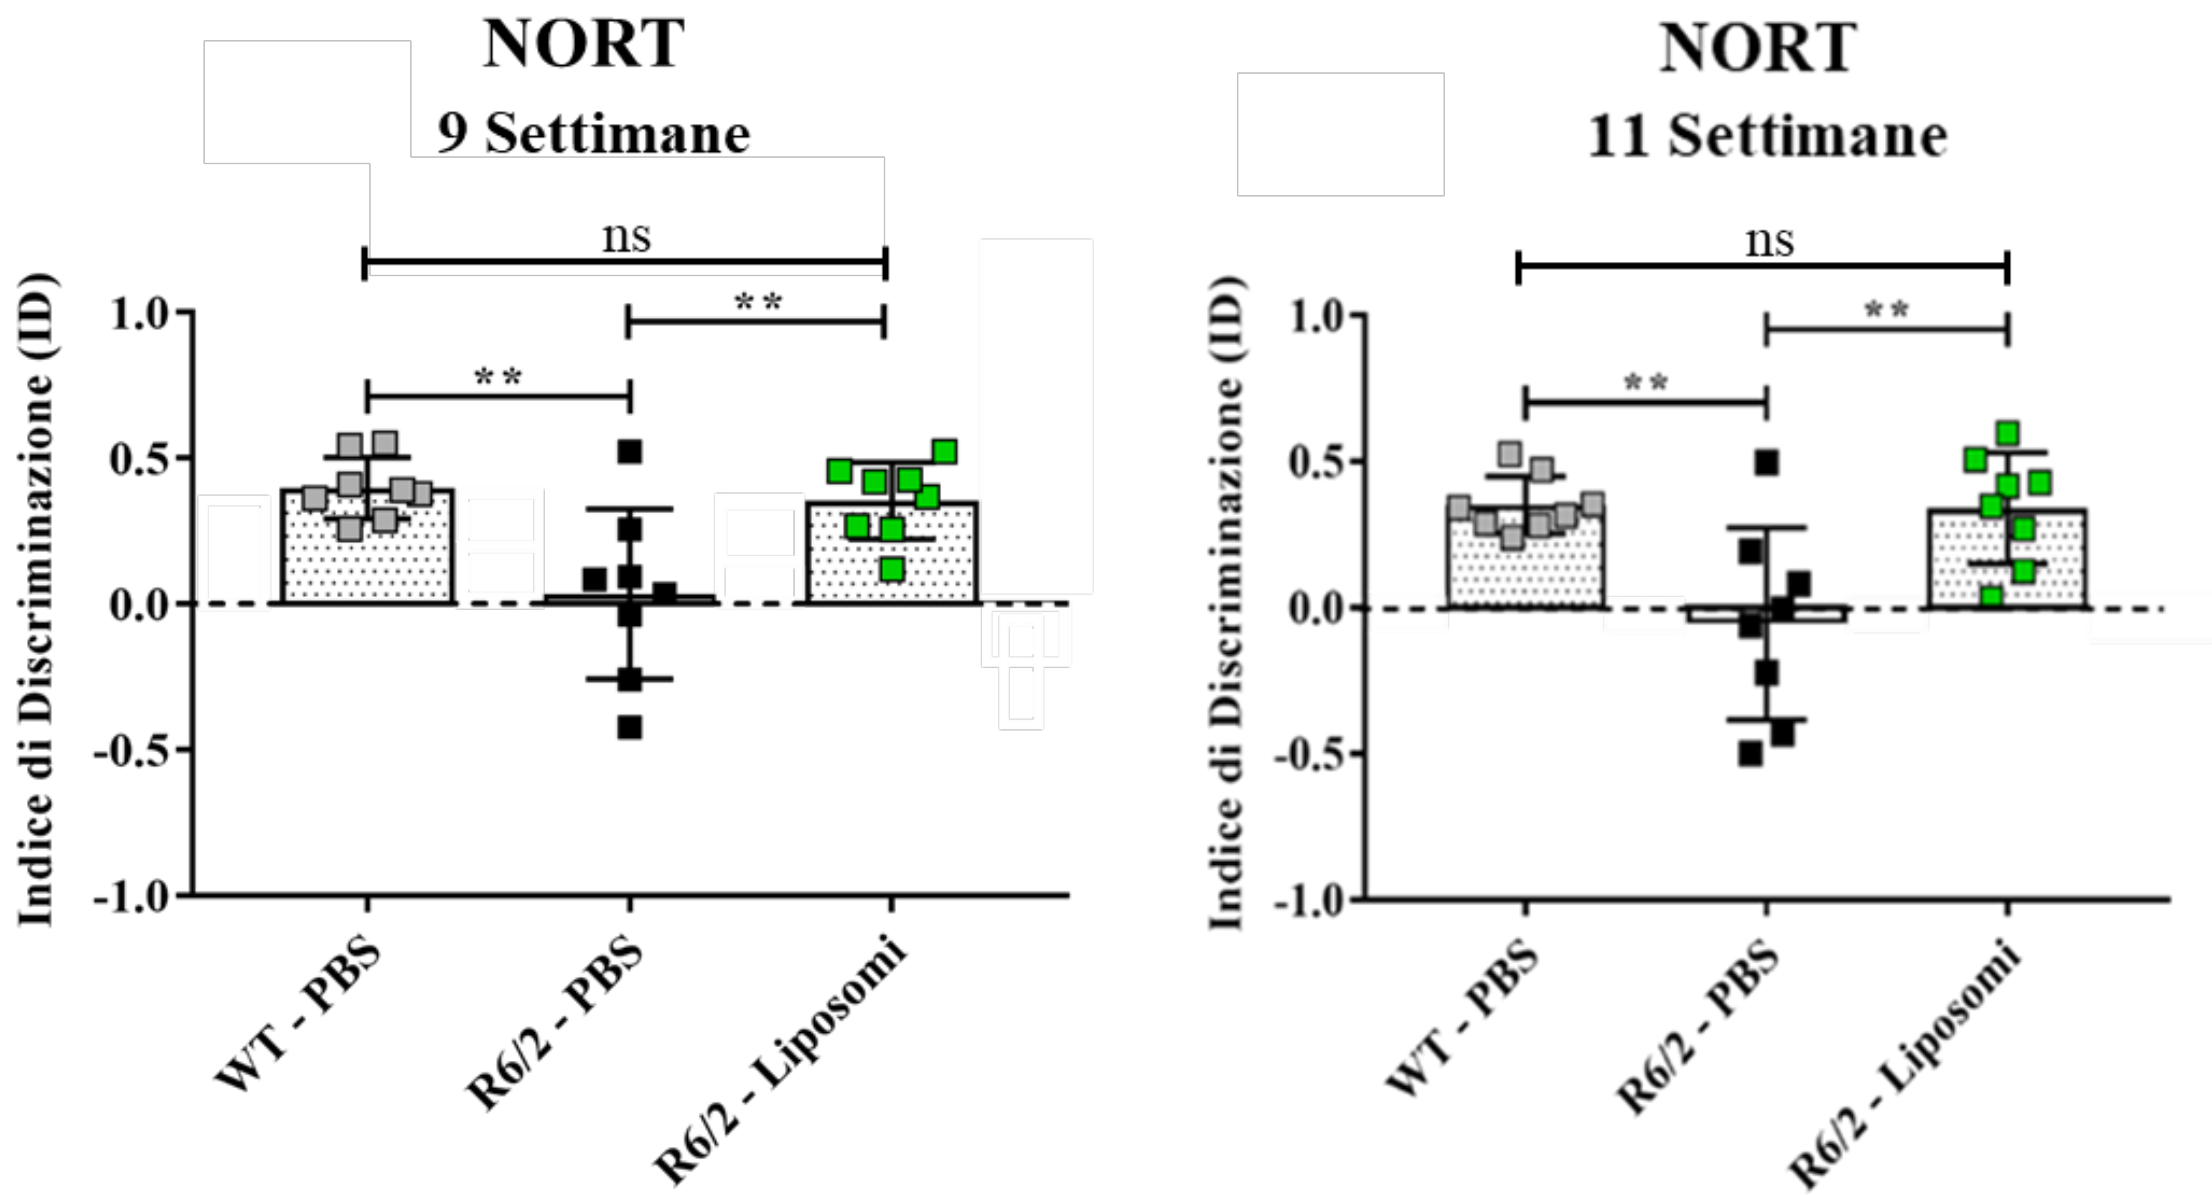 NORT
9 Settimane
ns
**
**
Indice di Discriminazione (ID)
1.0
0.5
0.0
-0.5
-1.0
WT - PBS
R6/2 - PBS
R6/2 - Liposomi
NORT
11 Settimane
ns
**
**
Indice di Discriminazione (ID)
1.0
0.5
0.0
-0.5
-1.0
WT - PBS
R6/2 - PBS
R6/2 - Liposomi